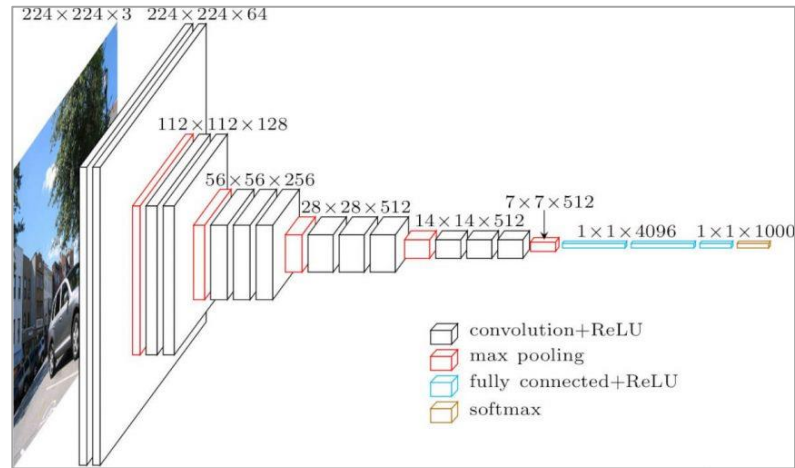 224×224×3
224×224×64
112×112×128
56×56×256
28×28×512
14×14×512
7×7×512
1×1×4096
1×1×1000
convolution+ReLU
max pooling
fully connected+ReLU
softmax